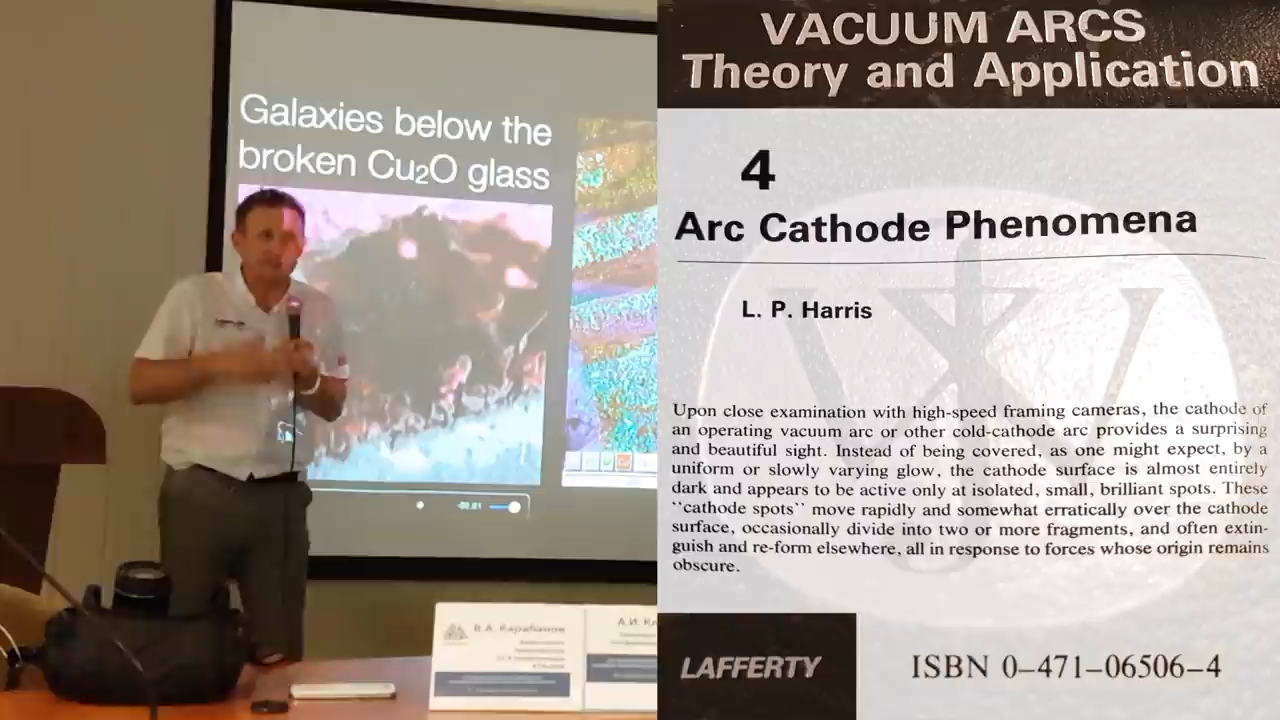 Galaxies below the
broken Cu₂O glass
-00:01
В.А. Карабанов
А.И.
VACUUM ARCS
Theory and Application
4
Arc Cathode Phenomena
L. P. Harris
Upon close examination with high-speed framing cameras, the cathode of
an operating vacuum arc or other cold-cathode arc provides a surprising
and beautiful sight. Instead of being covered, as one might expect, by a
uniform or slowly varying glow, the cathode surface is almost entirely
dark and appears to be active only at isolated, small, brilliant spots. These
‘‘cathode spots’’ move rapidly and somewhat erratically over the cathode
surface, occasionally divide into two or more fragments, and often extin-
guish and re-form elsewhere, all in response to forces whose origin remains
obscure.
LAFFERTY
ISBN 0–471–06506–4